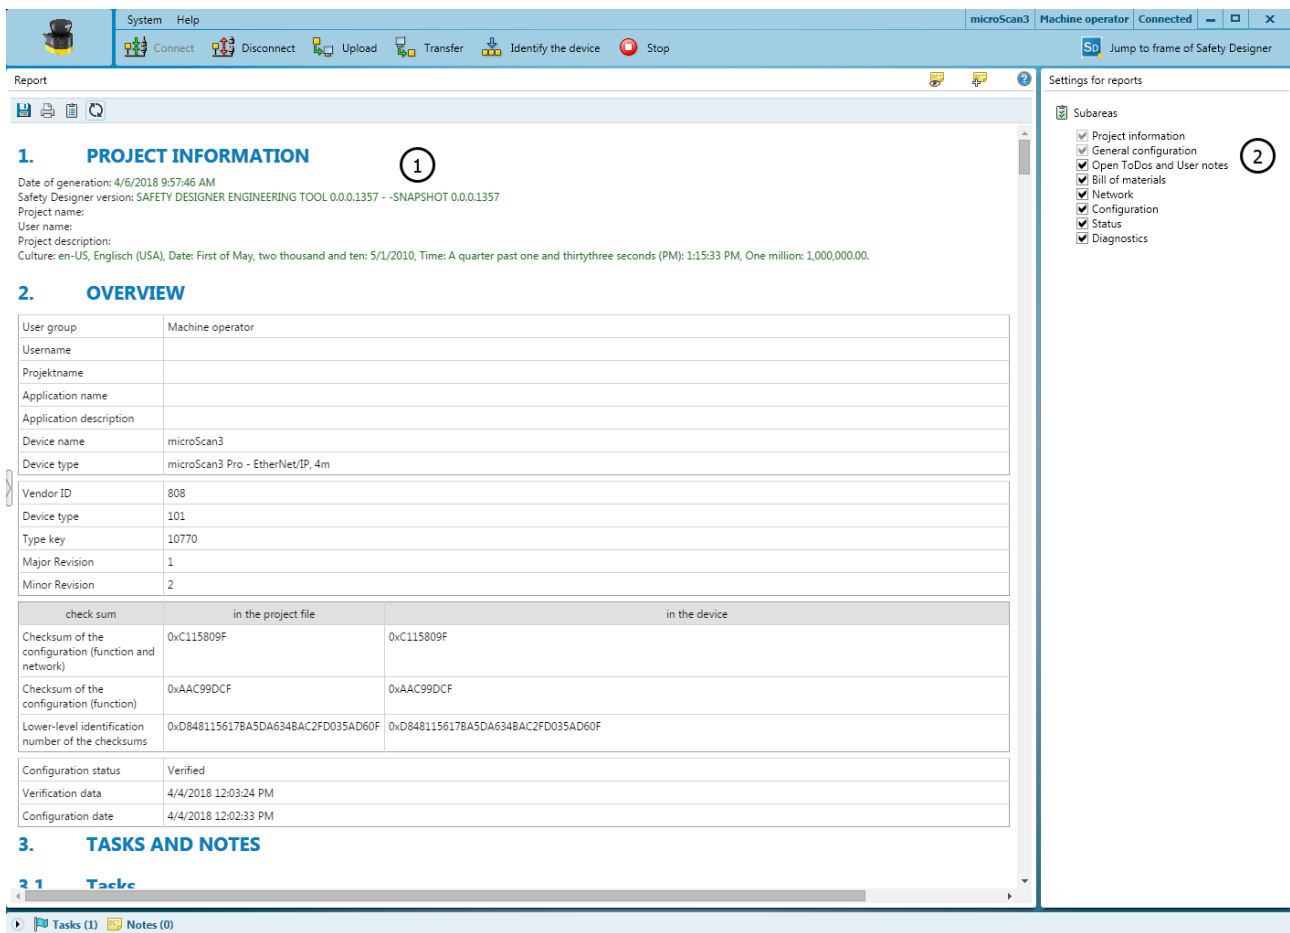 System Help
microScan3 Machine operator Connected
Connect Disconnect Upload Transfer Identify the device Stop
SD Jump to frame of Safety Designer
Report
Settings for reports
Subareas
Project information
General configuration
Open ToDos and User notes
Bill of materials
Network
Configuration
Status
Diagnostics
2
1. PROJECT INFORMATION
1
Date of generation: 4/6/2018 9:57:46 AM
Safety Designer version: SAFETY DESIGNER ENGINEERING TOOL 0.0.0.1357 - -SNAPSHOT 0.0.0.1357
Project name:
User name:
Project description:
Culture: en-US, Englisch (USA), Date: First of May, two thousand and ten: 5/1/2010, Time: A quarter past one and thirtythree seconds (PM): 1:15:33 PM, One million: 1,000,000.00.
2. OVERVIEW
User group Machine operator
Username
Projektname
Application name
Application description
Device name microScan3
Device type microScan3 Pro - EtherNet/IP, 4m
Vendor ID 808
Device type 101
Type key 10770
Major Revision 1
Minor Revision 2
check sum in the project file in the device
Checksum of the 0xC115809F 0xC115809F
configuration (function and
network)
Checksum of the 0xAAC99DCF 0xAAC99DCF
configuration (function)
Lower-level identification 0xD848115617BA5DA634BAC2FD035AD60F 0xD848115617BA5DA634BAC2FD035AD60F
number of the checksums
Configuration status Verified
Verification data 4/4/2018 12:03:24 PM
Configuration date 4/4/2018 12:02:33 PM
3. TASKS AND NOTES
3.1 Tasks
Tasks (1) Notes (0)